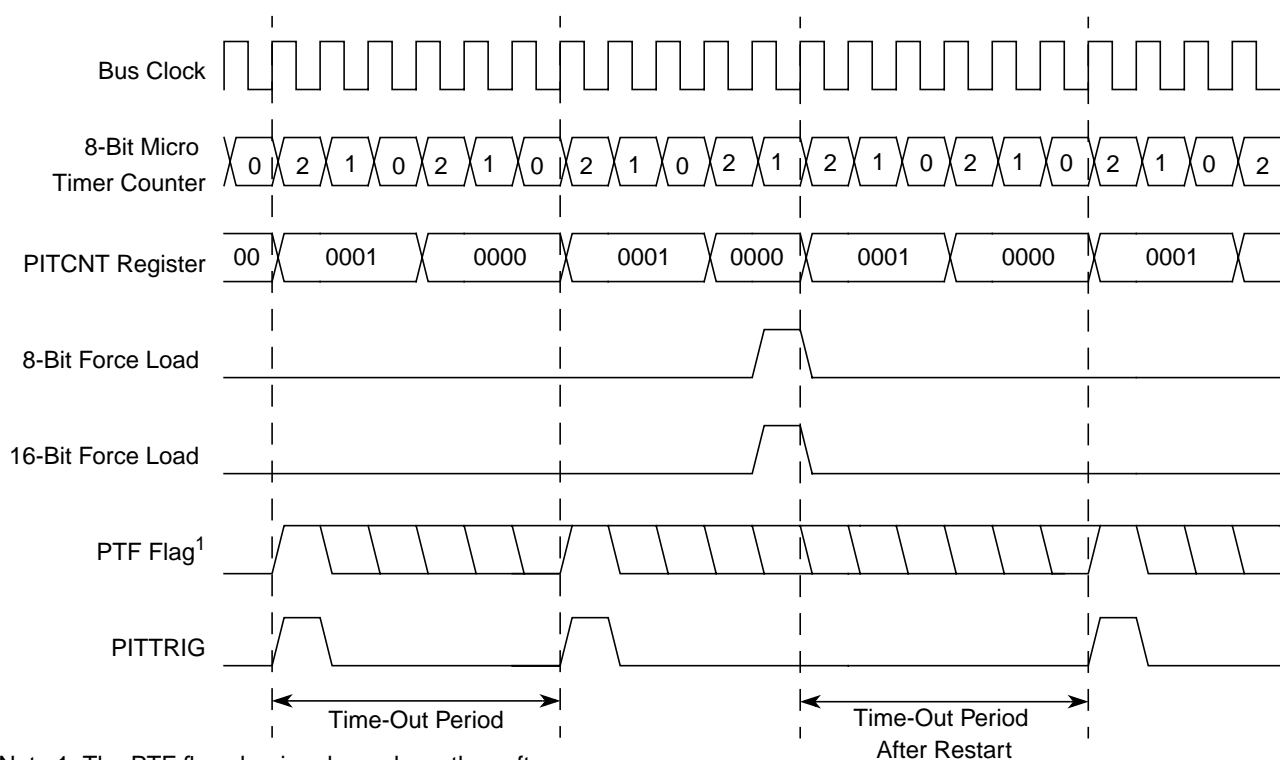 Bus Clock
8-Bit Micro
Timer Counter
0 2 1 0 2 1 0 2 1 0 2 1 2 1 0 2 1 0 2 1 0 2
PITCNT Register
00 0001 0000 0001 0000 0001 0000 0001
8-Bit Force Load
16-Bit Force Load
PTF Flag1
PITTRIG
Time-Out Period
Time-Out Period
After Restart